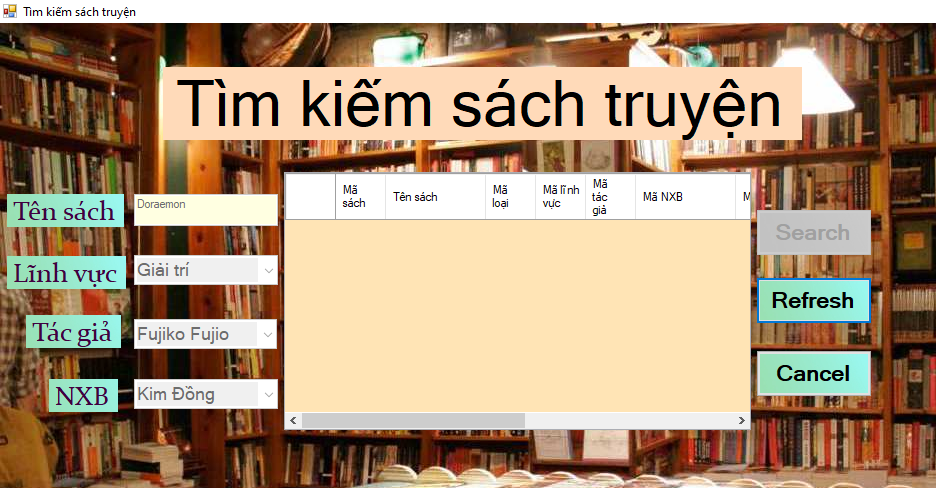 Tìm kiếm sách truyện
Tìm kiếm sách truyện
Tên sách
Doraemon
Lĩnh vực
Giải trí
Tác giả
Fujiko Fujio
NXB
Kim Đồng
Mã sách
Tên sách
Mã loại
Mã lĩnh vực
Mã tác giả
Mã NXB
M
Search
Refresh
Cancel